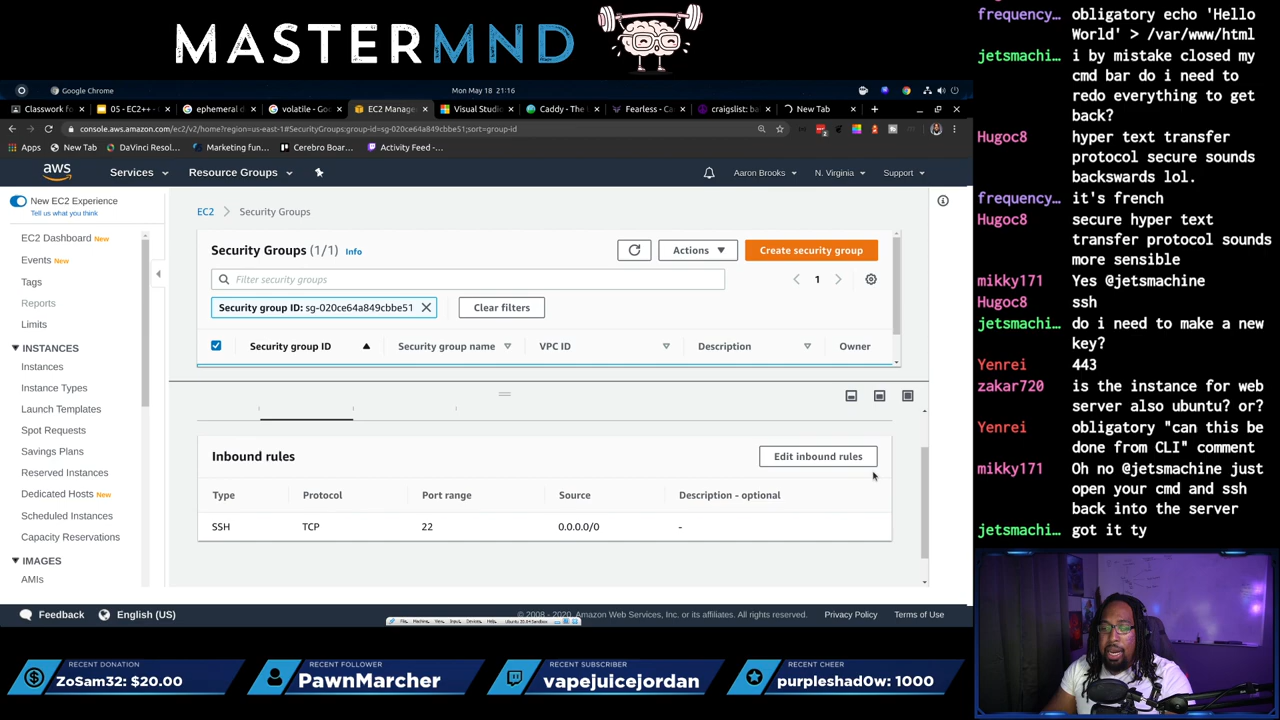 MASTERMND
Google Chrome
Mon May 18 21:16
Classwork fo
05 - EC2++ -
ephemeral d
volatile - Goo
EC2 Manage
Visual Studio
Caddy - The
Fearless - Ca
craigslist: ba
New Tab
console.aws.amazon.com/ec2/v2/home?region=us-east-1#SecurityGroups:group-id=sg-020ce64a849cbbe51;sort=group-id
Apps
New Tab
DaVinci Resol...
Marketing fun...
Cerebro Boar...
Activity Feed -...
aws
Services
Resource Groups
Aaron Brooks
N. Virginia
Support
New EC2 Experience
Tell us what you think
EC2 Dashboard New
Events New
Tags
Reports
Limits
INSTANCES
Instances
Instance Types
Launch Templates
Spot Requests
Savings Plans
Reserved Instances
Dedicated Hosts New
Scheduled Instances
Capacity Reservations
IMAGES
AMIs
EC2 > Security Groups
Security Groups (1/1) Info
Actions
Create security group
Filter security groups
1
Security group ID: sg-020ce64a849cbbe51
Clear filters
Security group ID
Security group name
VPC ID
Description
Owner
Inbound rules
Edit inbound rules
Type Protocol Port range Source Description - optional
SSH TCP 22 0.0.0.0/0 -
Feedback
English (US)
© 2008 - 2020, Amazon Web Services, Inc. or its affiliates. All rights reserved.
Privacy Policy
Terms of Use
frequency… obligatory echo 'Hello
World' > /var/www/html
jetsmachi… i by mistake closed my
cmd bar do i need to
redo everything to get
back?
Hugoc8 hyper text transfer
protocol secure sounds
backswards lol.
frequency… it's french
Hugoc8 secure hyper text
transfer protocol sounds
more sensible
mikky171 Yes @jetsmachine
Hugoc8 ssh
jetsmachi… do i need to make a new
key?
Yenrei 443
zakar720 is the instance for web
server also ubuntu? or?
Yenrei obligatory "can this be
done from CLI" comment
mikky171 Oh no @jetsmachine just
open your cmd and ssh
back into the server
jetsmachi… got it ty
RECENT DONATION
ZoSam32: $20.00
RECENT FOLLOWER
PawnMarcher
RECENT SUBSCRIBER
vapejuicejordan
RECENT CHEER
purpleshad0w: 1000